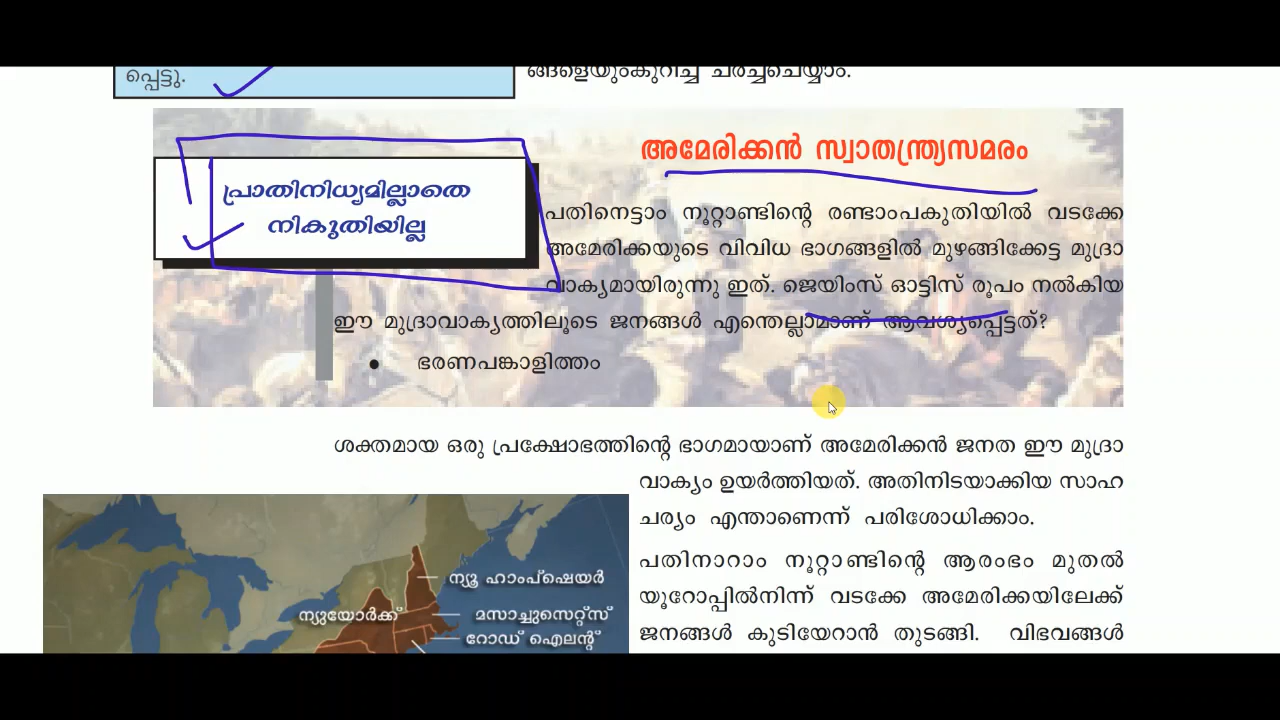 പ്പെട്ടു.
ങ്ങളെയുംകുറിച്ച് ചർച്ചചെയ്യാം.
അമേരിക്കൻ സ്വാതന്ത്ര്യസമരം
പ്രാതിനിധ്യമില്ലാതെ
നികുതിയില്ല
പതിനെട്ടാം നൂറ്റാണ്ടിന്റെ രണ്ടാംപകുതിയിൽ വടക്കേ
അമേരിക്കയുടെ വിവിധ ഭാഗങ്ങളിൽ മുഴങ്ങിക്കേട്ട മുദ്രാ
വാക്യമായിരുന്നു ഇത്. ജെയിംസ് ഓട്ടിസ് രൂപം നൽകിയ
ഈ മുദ്രാവാക്യത്തിലൂടെ ജനങ്ങൾ എന്തെല്ലാമാണ് ആവശ്യപ്പെട്ടത്?
• ഭരണപങ്കാളിത്തം
ശക്തമായ ഒരു പ്രക്ഷോഭത്തിന്റെ ഭാഗമായാണ് അമേരിക്കൻ ജനത ഈ മുദ്രാ
വാക്യം ഉയർത്തിയത്. അതിനിടയാക്കിയ സാഹ
ചര്യം എന്താണെന്ന് പരിശോധിക്കാം.
പതിനാറാം നൂറ്റാണ്ടിന്റെ ആരംഭം മുതൽ
യൂറോപ്പിൽനിന്ന് വടക്കേ അമേരിക്കയിലേക്ക്
ജനങ്ങൾ കുടിയേറാൻ തുടങ്ങി. വിഭവങ്ങൾ
ന്യൂ ഹാംപ്ഷെയർ
ന്യുയോർക്ക്
മസാച്ചുസെറ്റ്സ്
റോഡ് ഐലന്റ്